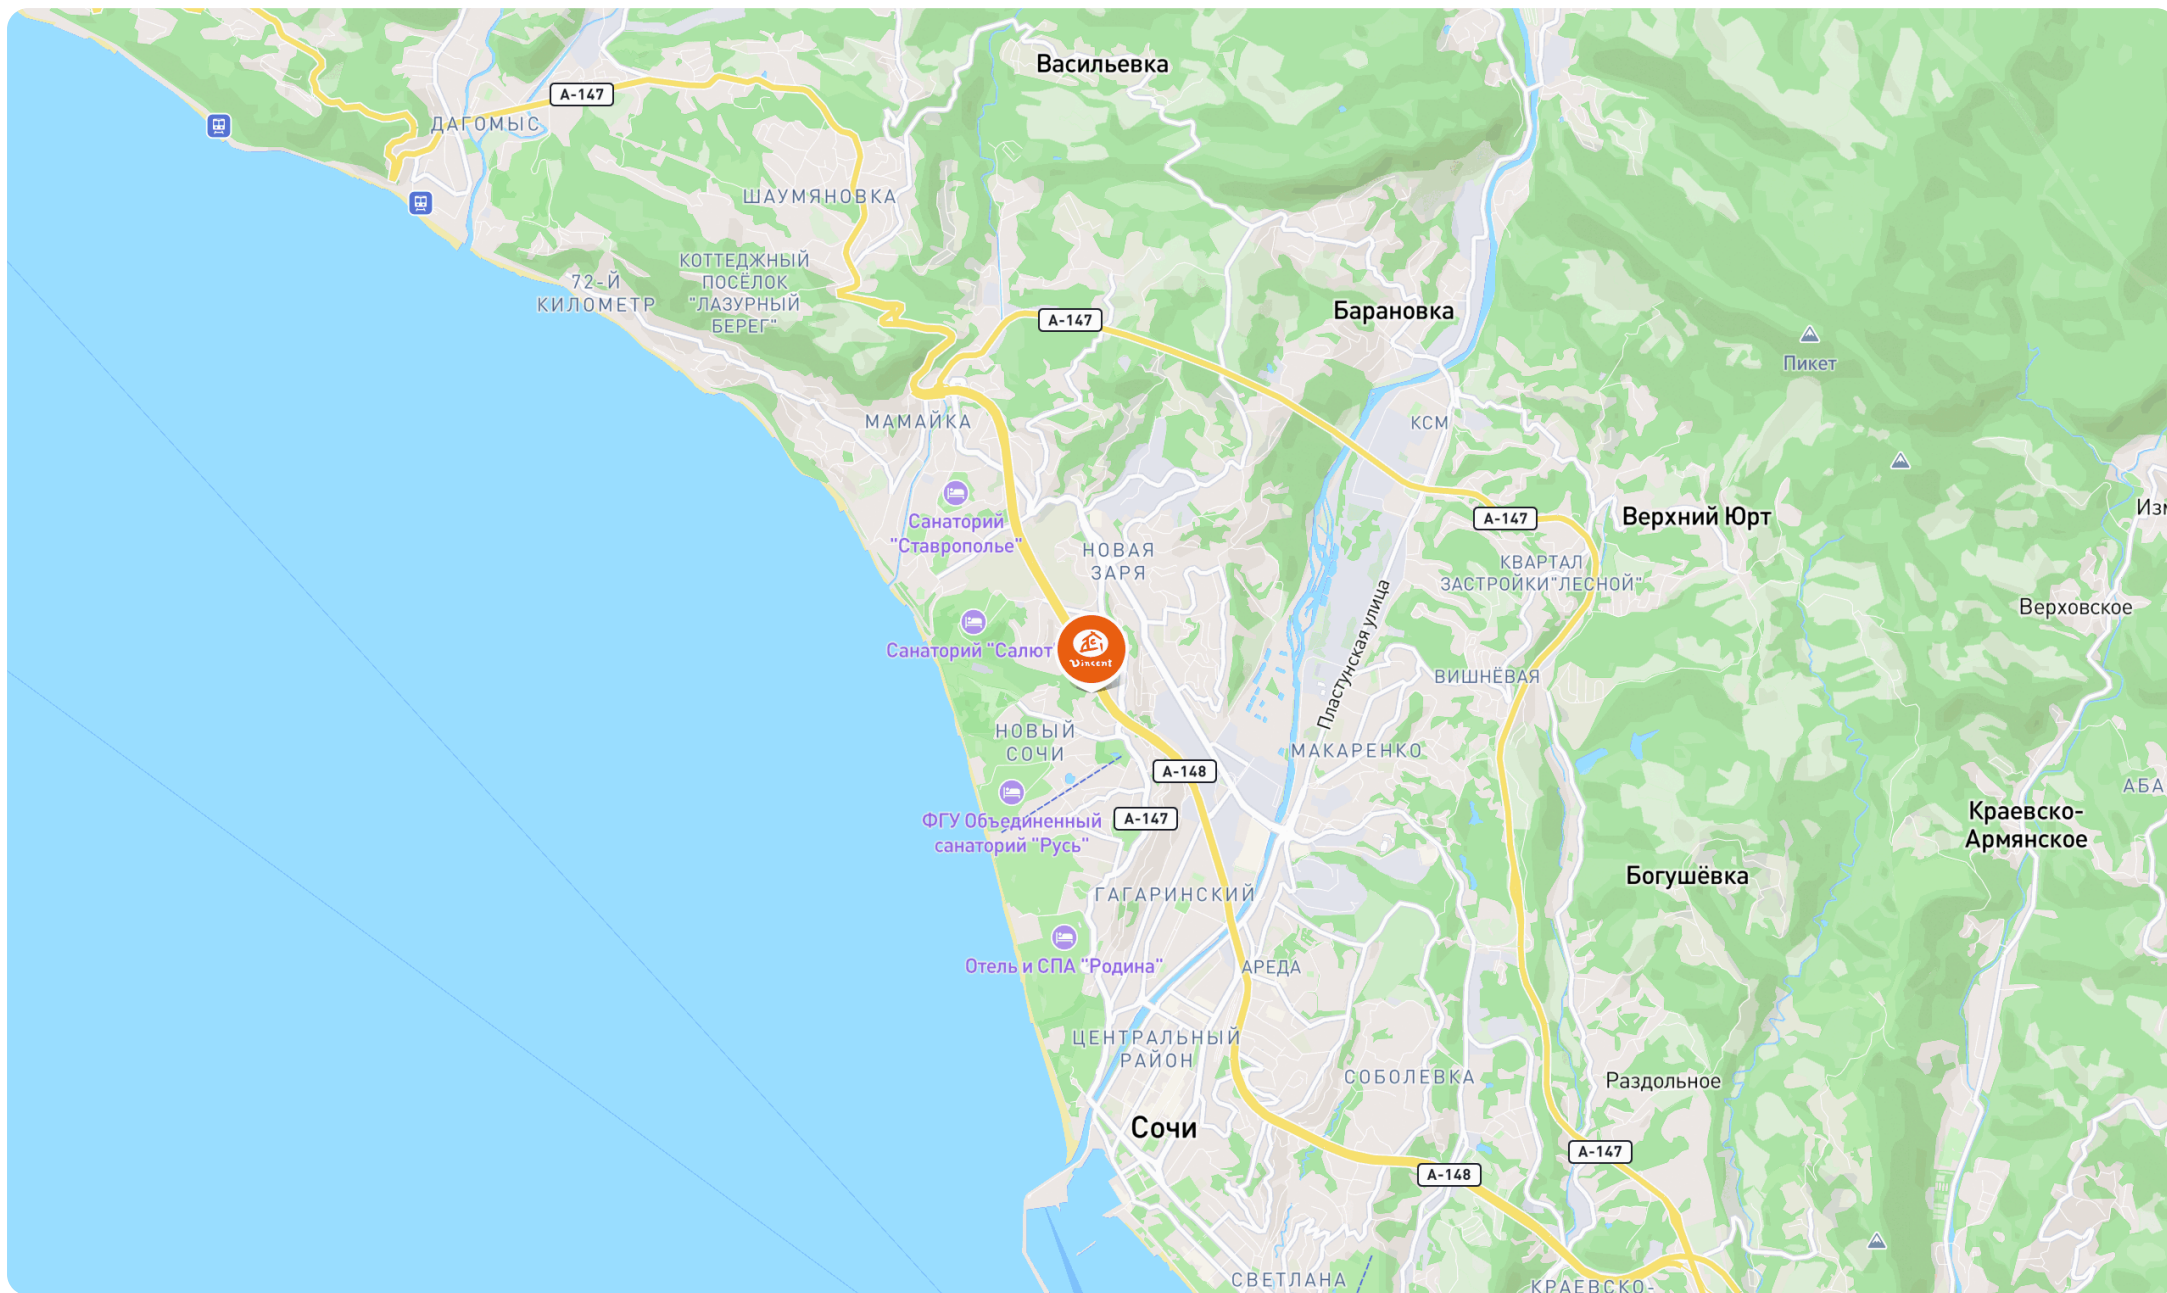 Васильевка
А-147
ДАГОМЫС
ШАУМЯНОВКА
КОТТЕДЖНЫЙ
ПОСЁЛОК
"ЛАЗУРНЫЙ
БЕРЕГ"
72-Й
КИЛОМЕТР
Барановка
А-147
Пикет
МАМАЙКА
КСМ
Санаторий
"Ставрополье"
А-147
Верхний Юрт
Изм
НОВАЯ
ЗАРЯ
КВАРТАЛ
ЗАСТРОЙКИ"ЛЕСНОЙ"
Верховское
Санаторий "Салют"
Vincent
Пластунская улица
ВИШНЁВАЯ
НОВЫЙ
СОЧИ
МАКАРЕНКО
А-148
АБА
ФГУ Объединенный
санаторий "Русь"
А-147
Краевско-
Армянское
Богушёвка
ГАГАРИНСКИЙ
Отель и СПА "Родина"
АРЕДА
ЦЕНТРАЛЬНЫЙ
РАЙОН
СОБОЛЕВКА
Раздольное
Сочи
А-147
А-148
СВЕТЛАНА
КРАЕВСКО-